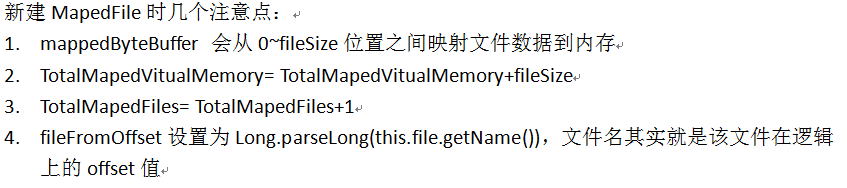 新建 MapedFile 时几个注意点：
1. mappedByteBuffer 会从 0~fileSize 位置之间映射文件数据到内存
2. TotalMapedVitualMemory= TotalMapedVitualMemory+fileSize
3. TotalMapedFiles= TotalMapedFiles+1
4. fileFromOffset 设置为 Long.parseLong(this.file.getName())，文件名其实就是该文件在逻辑
上的 offset 值